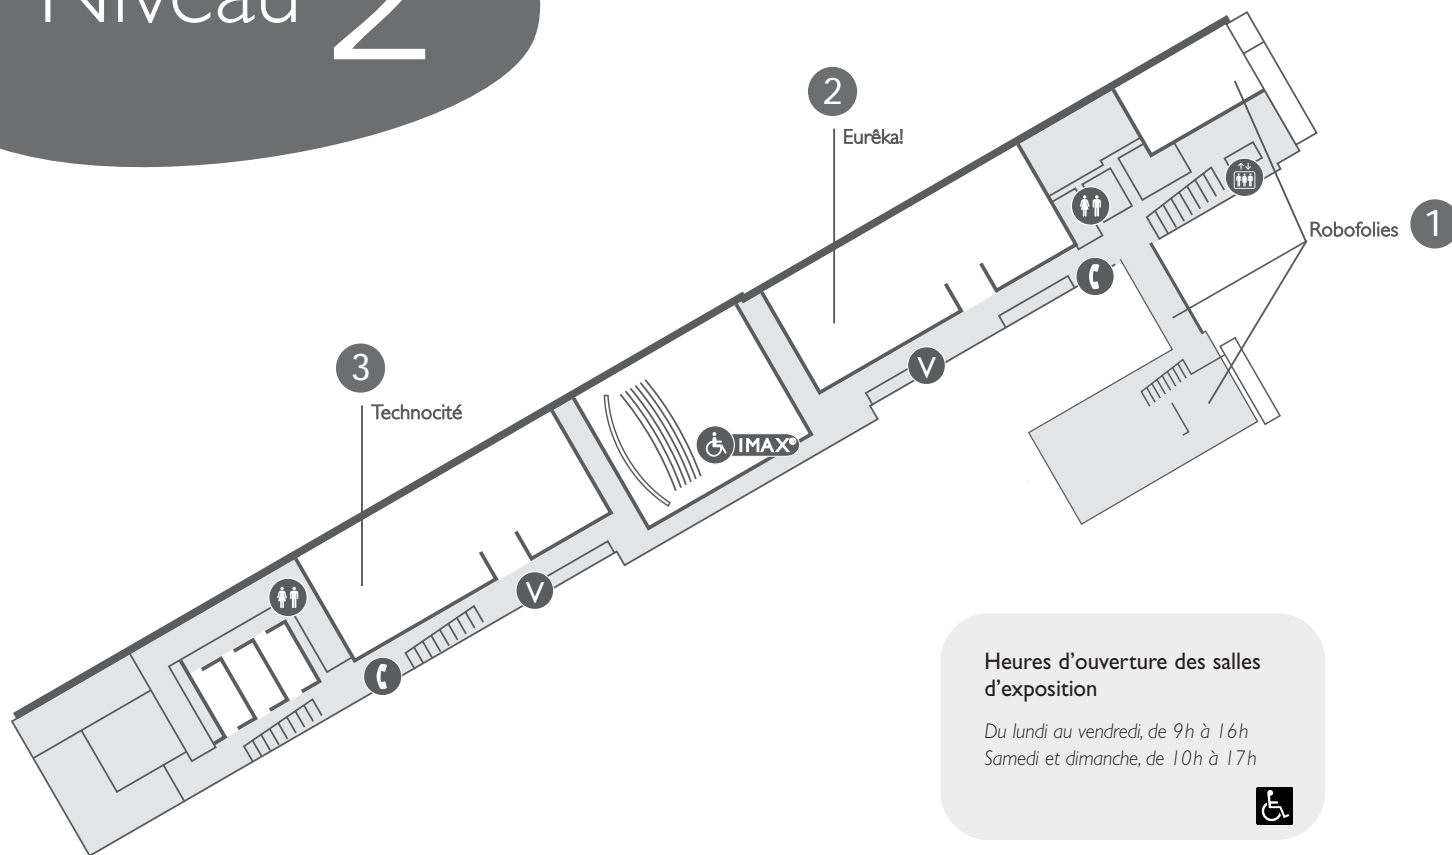 Niveau 2
2
Eurêka!
Robofolies 1
3
Technocité
IMAX®
V
V
Heures d'ouverture des salles
d'exposition
Du lundi au vendredi, de 9h à 16h
Samedi et dimanche, de 10h à 17h